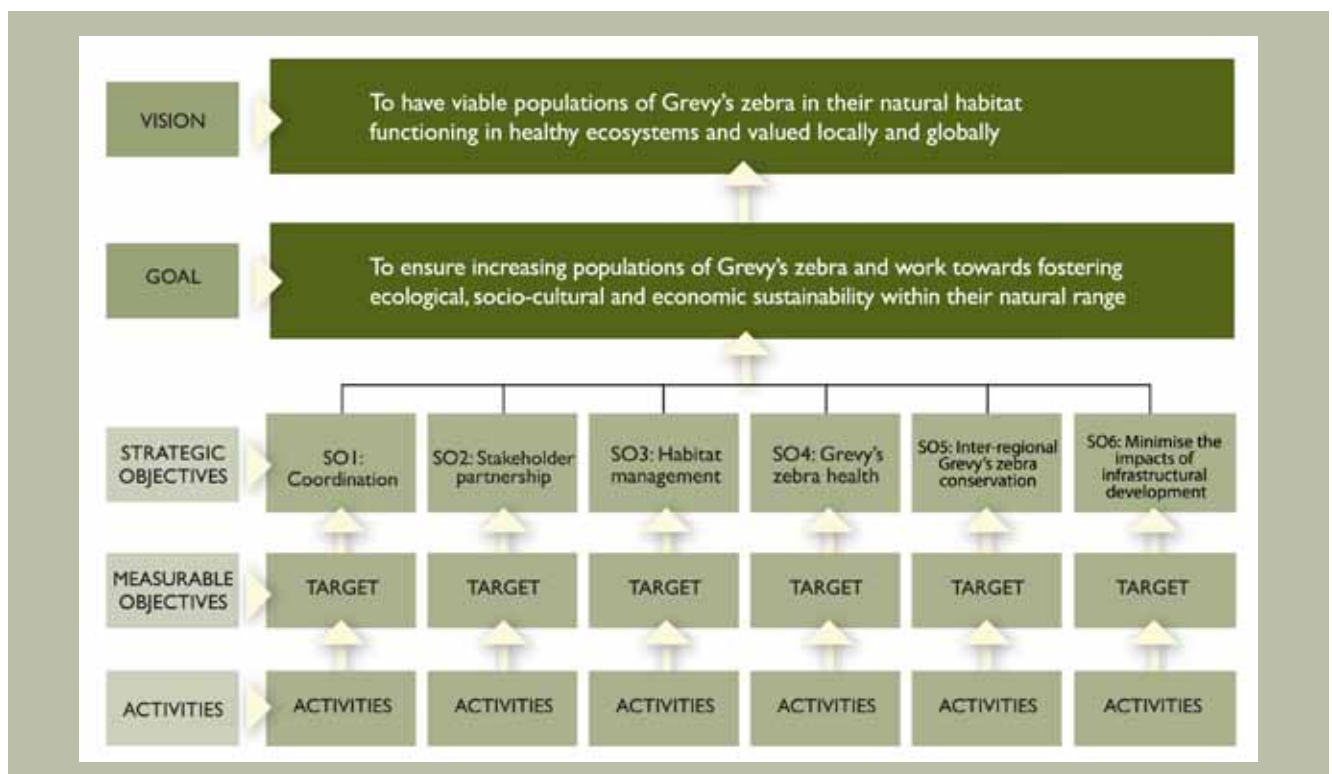 VISION
To have viable populations of Grevy's zebra in their natural habitat
functioning in healthy ecosystems and valued locally and globally
GOAL
To ensure increasing populations of Grevy's zebra and work towards fostering
ecological, socio-cultural and economic sustainability within their natural range
STRATEGIC
OBJECTIVES
SO1:
Coordination
SO2: Stakeholder
partnership
SO3: Habitat
management
SO4: Grevy's
zebra health
SO5: Inter-regional
Grevy's zebra
conservation
SO6: Minimise the
impacts of
infrastructural
development
MEASURABLE
OBJECTIVES
TARGET
TARGET
TARGET
TARGET
TARGET
TARGET
ACTIVITIES
ACTIVITIES
ACTIVITIES
ACTIVITIES
ACTIVITIES
ACTIVITIES
ACTIVITIES